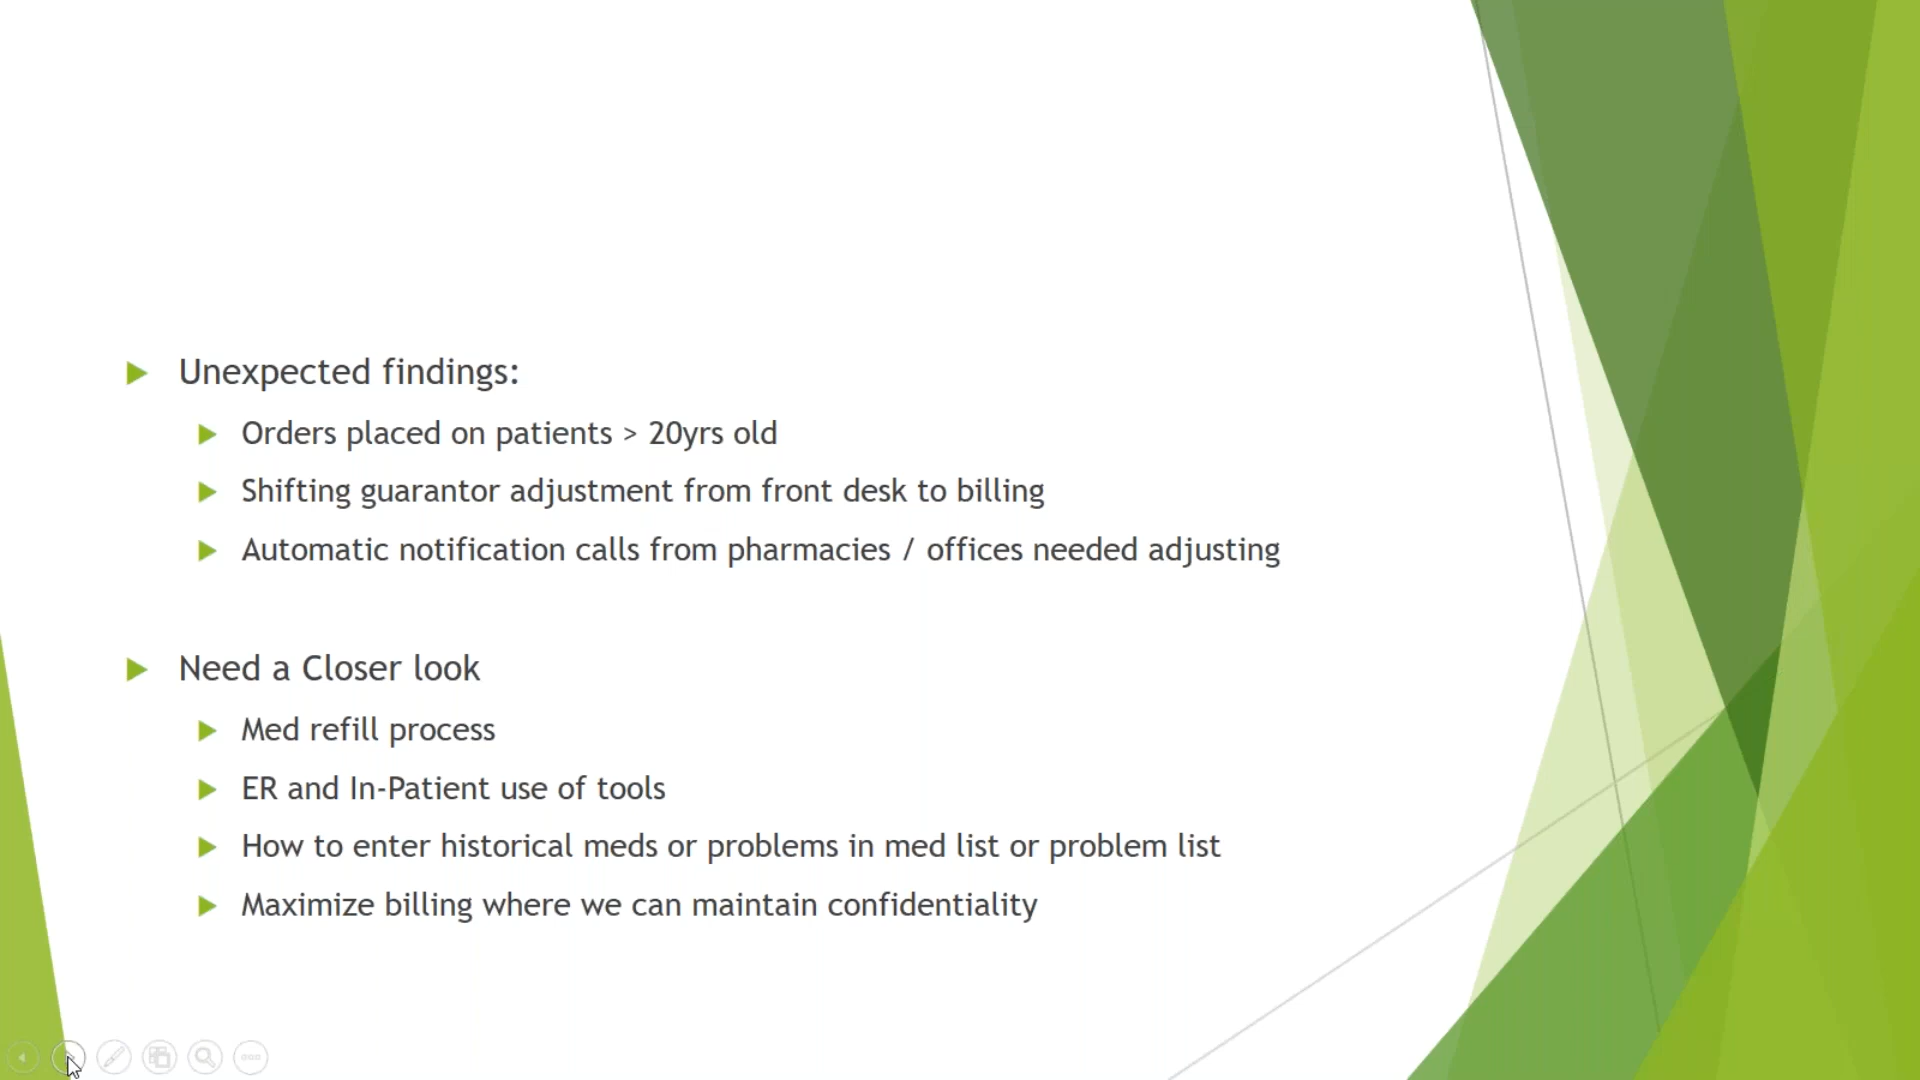 Unexpected findings:
Orders placed on patients > 20yrs old
Shifting guarantor adjustment from front desk to billing
Automatic notification calls from pharmacies / offices needed adjusting
Need a Closer look
Med refill process
ER and In-Patient use of tools
How to enter historical meds or problems in med list or problem list
Maximize billing where we can maintain confidentiality